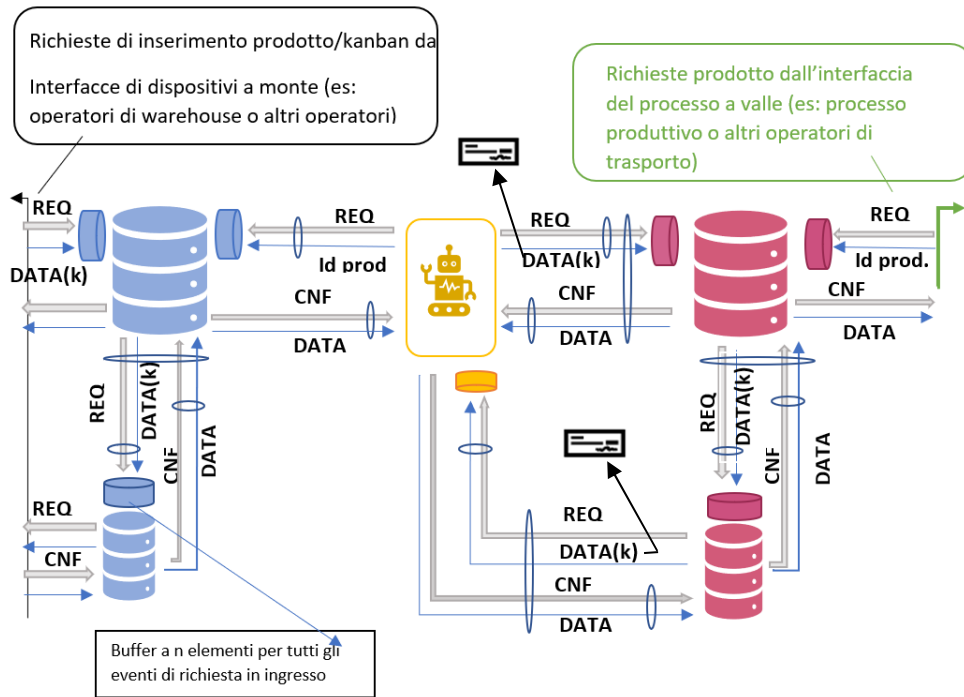 Richieste di inserimento prodotto/kanban da
Interfacce di dispositivi a monte (es:
operatori di warehouse o altri operatori)
Richieste prodotto dall'interfaccia
del processo a valle (es: processo
produttivo o altri operatori di
trasporto)
REQ
REQ
REQ
REQ
DATA(k)
Id prod
DATA(k)
Id prod.
CNF
CNF
CNF
DATA
DATA
DATA
REQ
DATA(k)
CNF
DATA
REQ
DATA(k)
CNF
DATA
REQ
CNF
REQ
DATA(k)
CNF
DATA
Buffer a n elementi per tutti gli
eventi di richiesta in ingresso